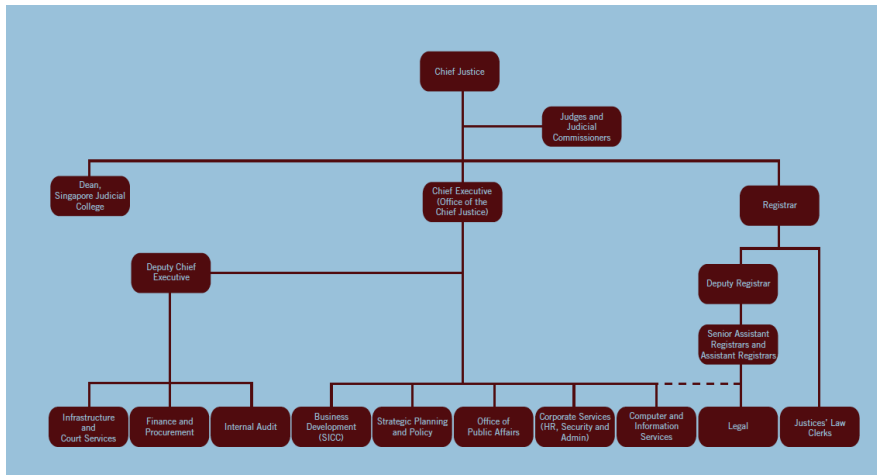 Chief Justice
Judges and
Judicial
Commissioners
Dean,
Singapore Judicial
College
Chief Executive
(Office of the
Chief Justice)
Registrar
Deputy Chief
Executive
Deputy Registrar
Senior Assistant
Registrars and
Assistant Registrars
Infrastructure
and
Court Services
Finance and
Procurement
Internal Audit
Business
Development
(SICC)
Strategic Planning
and Policy
Office of
Public Affairs
Corporate Services
(HR, Security and
Admin)
Computer and
Information
Services
Legal
Justices' Law
Clerks